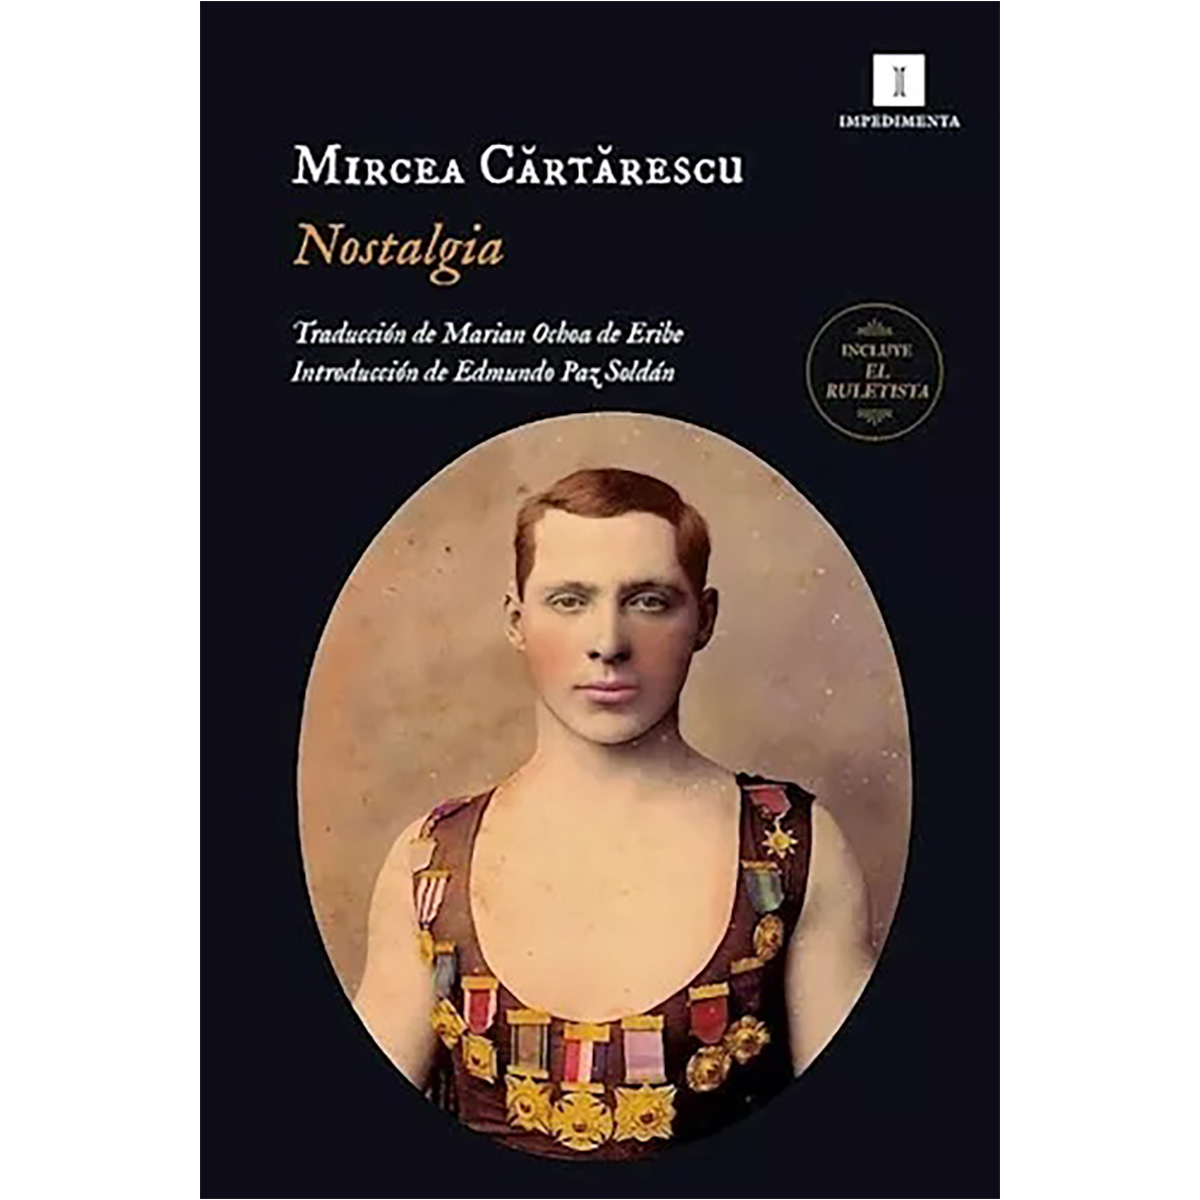 IMPEDIMENTA
MIRCEA CĂRTĂRESCU
Nostalgia
Traducción de Marian Ochoa de Eribe
Introducción de Edmundo Paz Soldán
INCLUYE
EL
RULETISTA